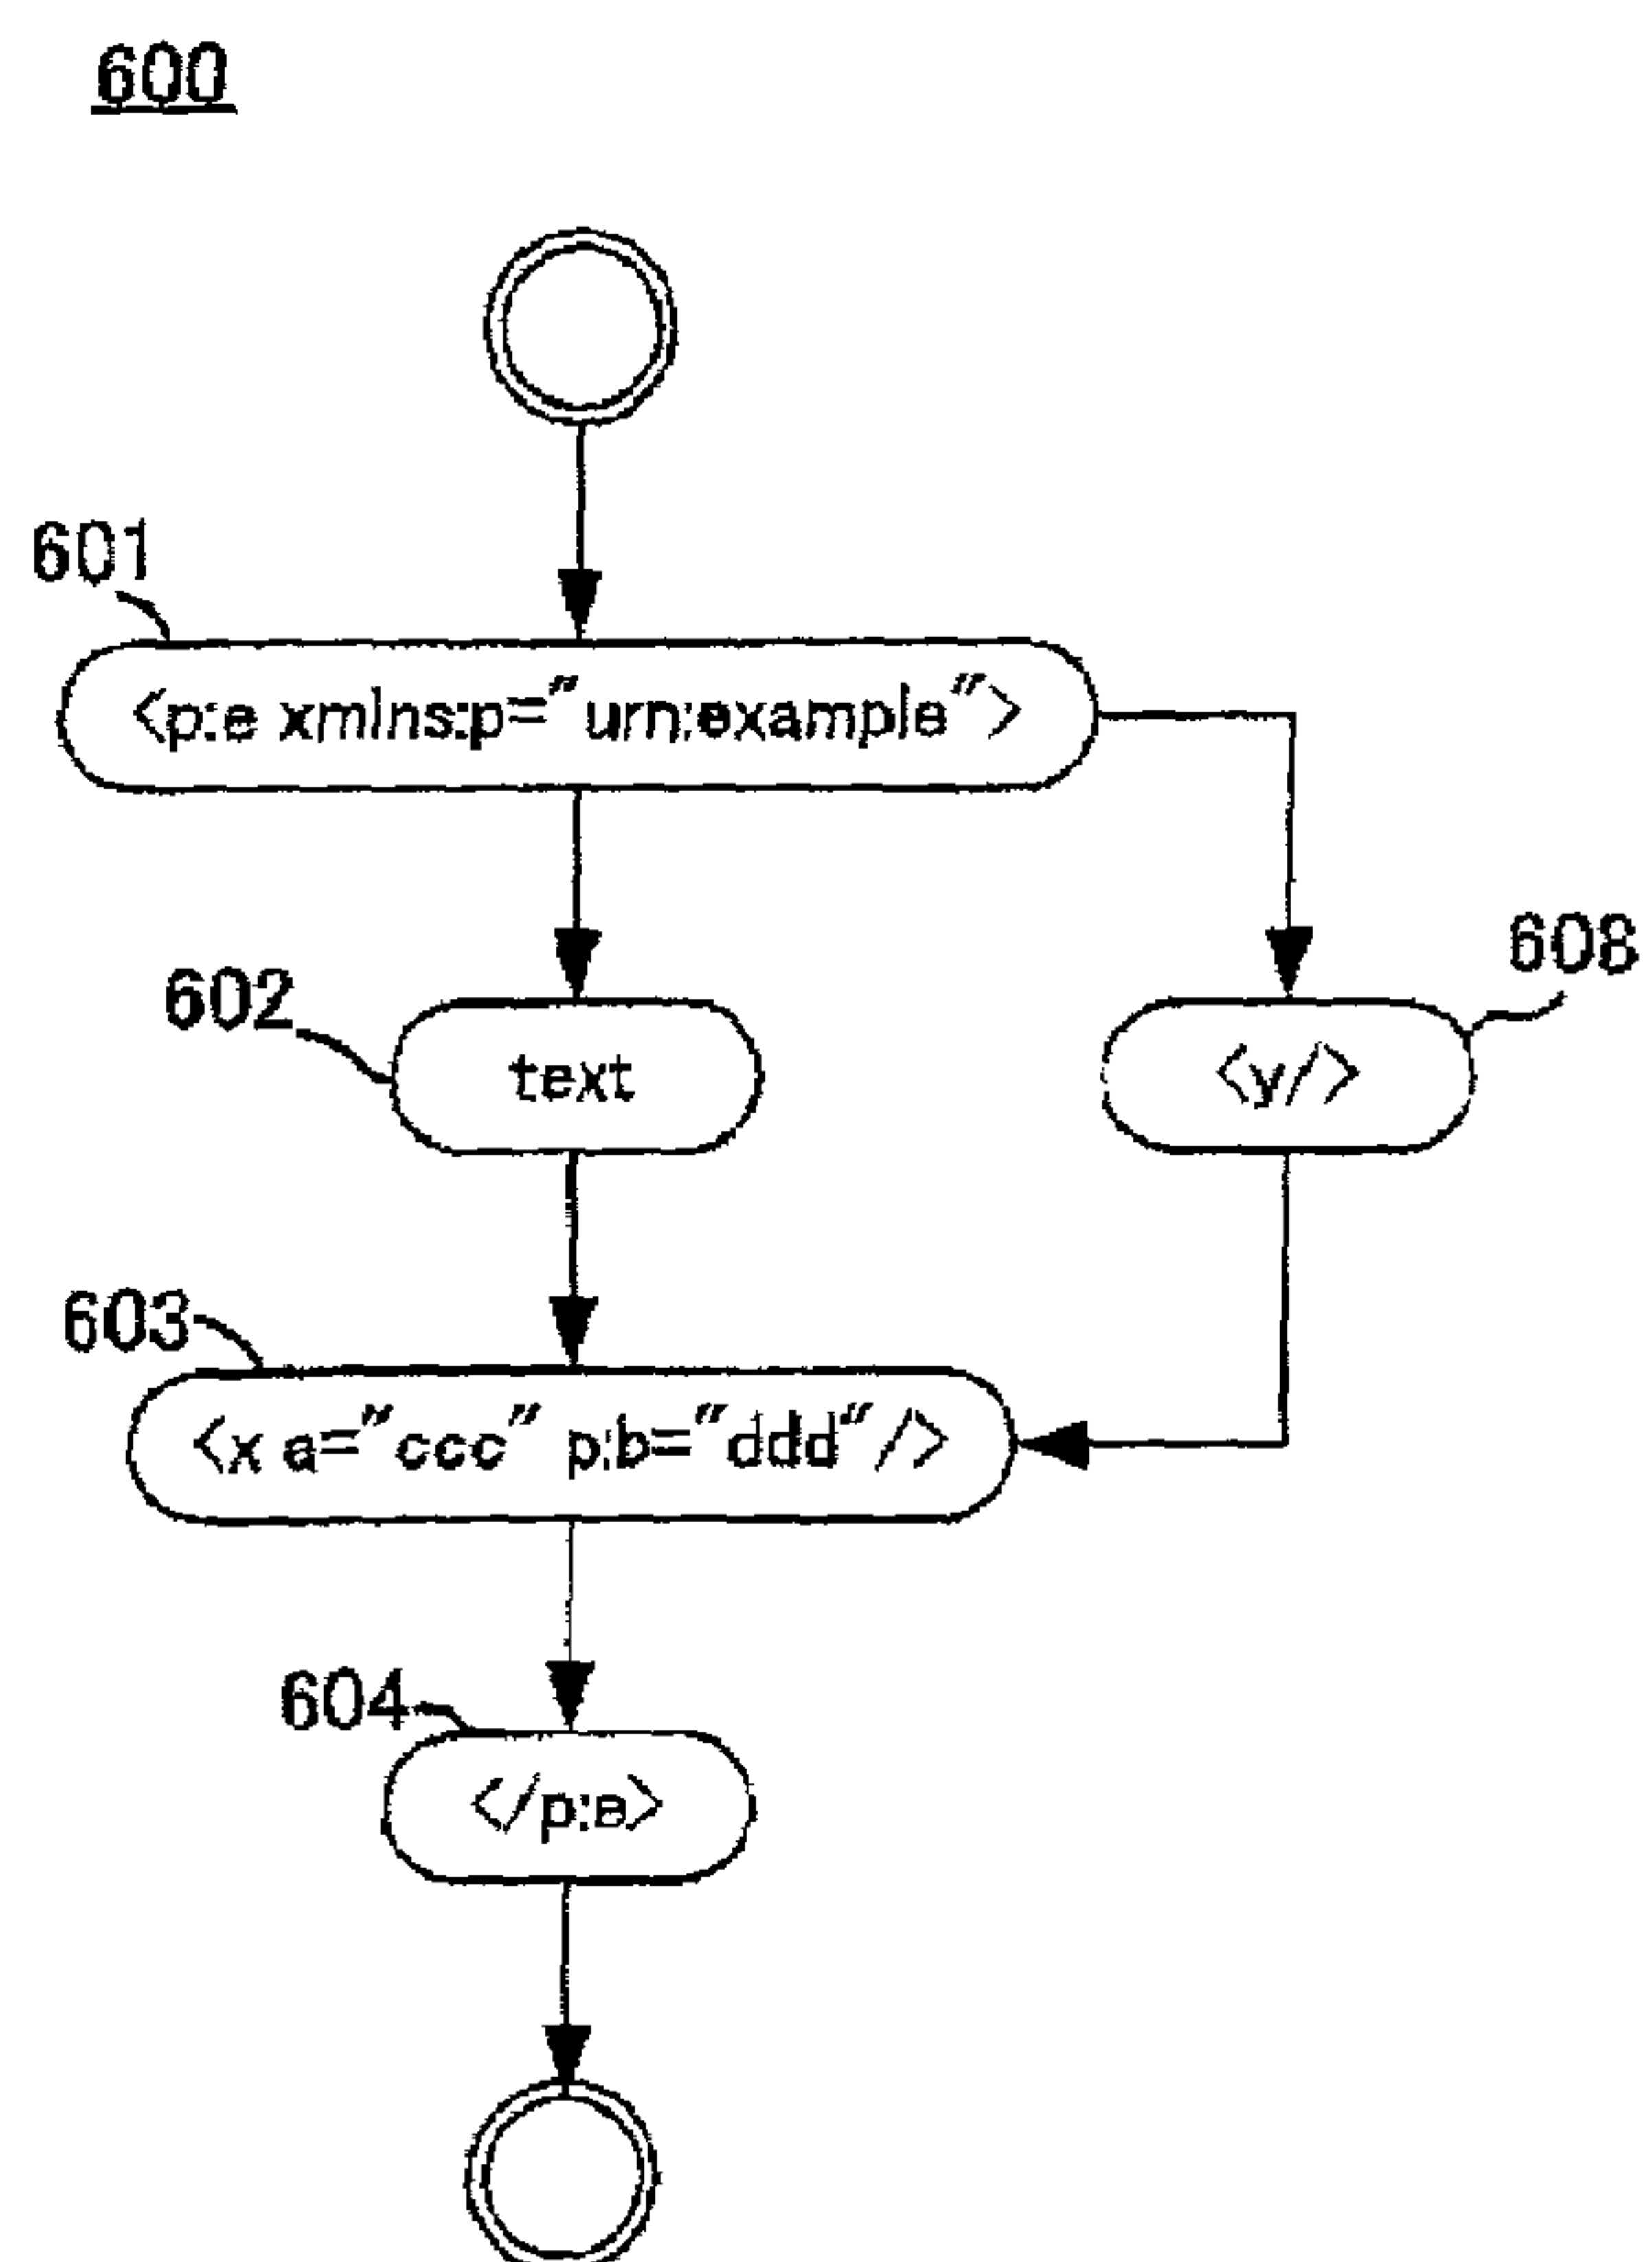 600
601
<p:e xmlns:p="urn:example">
602
text
608
<y/>
603
<x a="ccc" p:b="ddd"/>
604
</p:e>